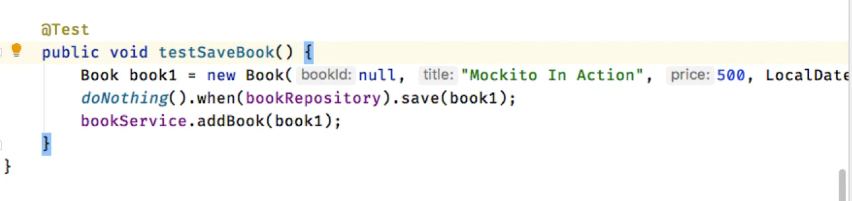 @Test
public void testSaveBook() {
Book book1 = new Book( bookId: null, title: "Mockito In Action", price: 500, LocalDate
doNothing().when(bookRepository).save(book1);
bookService.addBook(book1);
}
}